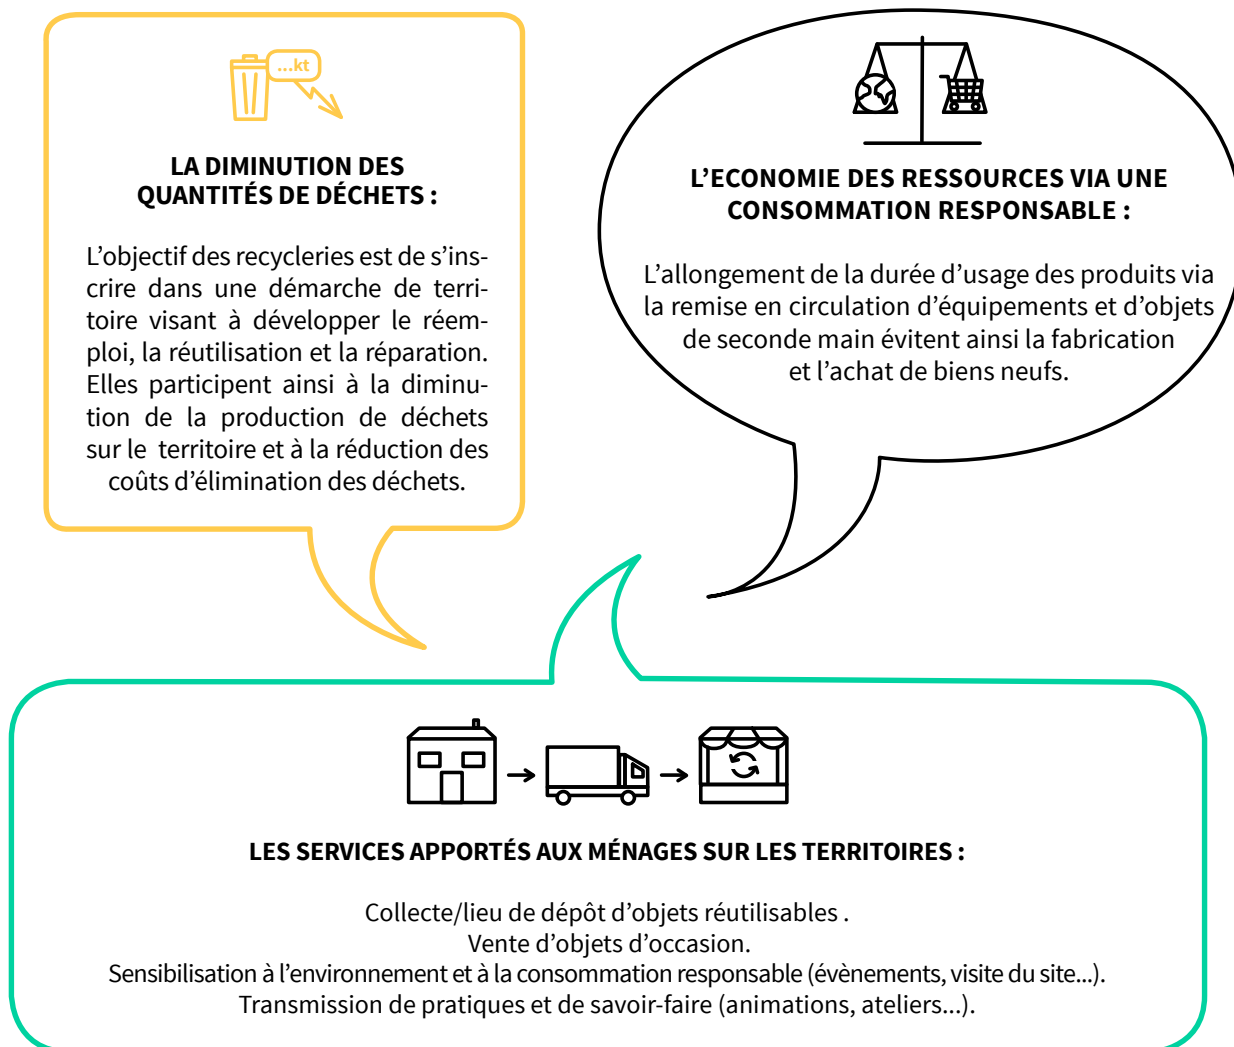 ...kt
LA DIMINUTION DES
QUANTITÉS DE DÉCHETS :
L’objectif des recycleries est de s’ins-
crire dans une démarche de terri-
toire visant à développer le réem-
ploi, la réutilisation et la réparation.
Elles participent ainsi à la diminu-
tion de la production de déchets
sur le territoire et à la réduction des
coûts d’élimination des déchets.
L’ECONOMIE DES RESSOURCES VIA UNE
CONSOMMATION RESPONSABLE :
L’allongement de la durée d’usage des produits via
la remise en circulation d’équipements et d’objets
de seconde main évitent ainsi la fabrication
et l’achat de biens neufs.
LES SERVICES APPORTÉS AUX MÉNAGES SUR LES TERRITOIRES :
Collecte/lieu de dépôt d’objets réutilisables .
Vente d’objets d’occasion.
Sensibilisation à l’environnement et à la consommation responsable (évènements, visite du site...).
Transmission de pratiques et de savoir-faire (animations, ateliers...).